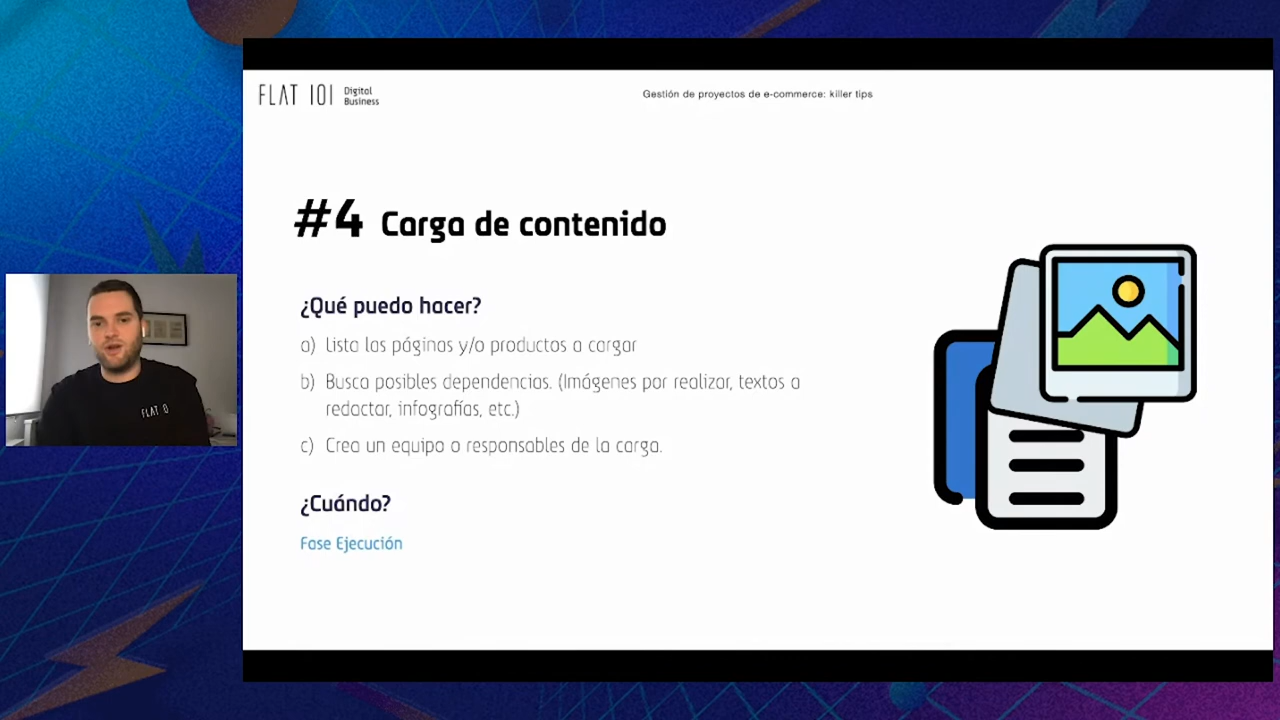 FLAT 101 Digital Business
Gestión de proyectos de e-commerce: killer tips
#4 Carga de contenido
¿Qué puedo hacer?
a) Lista las páginas y/o productos a cargar
b) Busca posibles dependencias. (Imágenes por realizar, textos a
redactar, infografías, etc.)
c) Crea un equipo o responsables de la carga.
¿Cuándo?
Fase Ejecución
FLAT